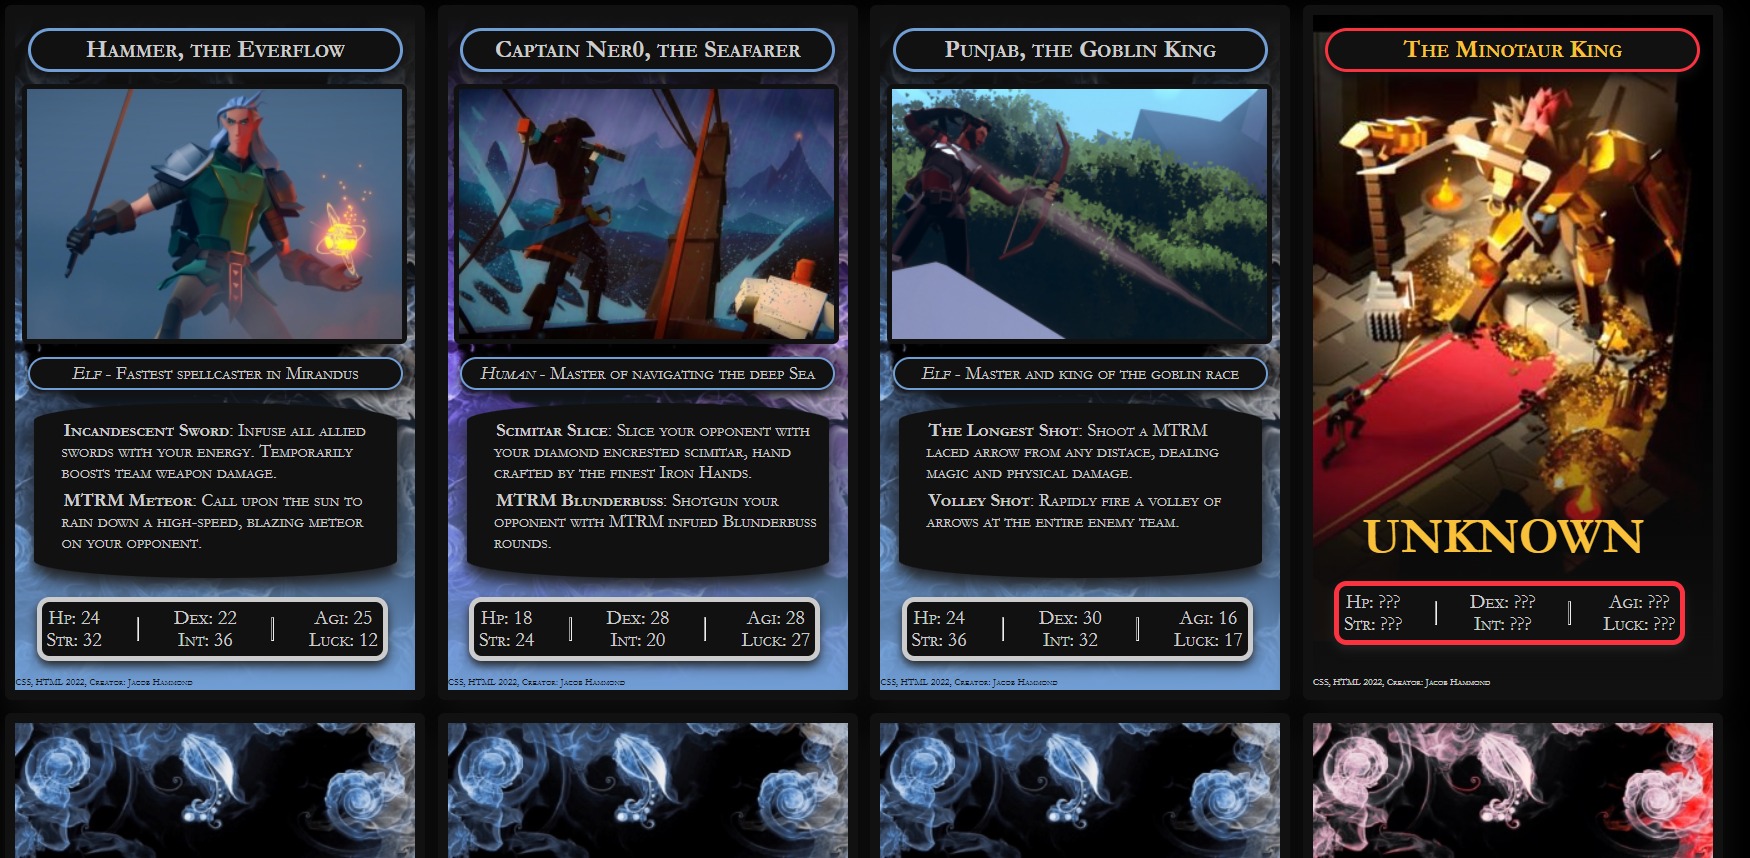 Hammer, the Everflow
Elf - Fastest spellcaster in Mirandus
Incandescent Sword: Infuse all allied
swords with your energy. Temporarily
boosts team weapon damage.
MTRM Meteor: Call upon the sun to
rain down a high-speed, blazing meteor
on your opponent.
Hp: 24 | Dex: 22 | Agi: 25
Str: 32 Int: 36 Luck: 12
CSS, HTML 2022, Creator: Jacob Hammond
Captain Ner0, the Seafarer
Human - Master of navigating the deep Sea
Scimitar Slice: Slice your opponent with
your diamond encrested scimitar, hand
crafted by the finest Iron Hands.
MTRM Blunderbuss: Shotgun your
opponent with MTRM infued Blunderbuss
rounds.
Hp: 18 | Dex: 28 | Agi: 28
Str: 24 Int: 20 Luck: 27
CSS, HTML 2022, Creator: Jacob Hammond
Punjab, the Goblin King
Elf - Master and king of the goblin race
The Longest Shot: Shoot a MTRM
laced arrow from any distace, dealing
magic and physical damage.
Volley Shot: Rapidly fire a volley of
arrows at the entire enemy team.
Hp: 24 | Dex: 30 | Agi: 16
Str: 36 Int: 32 Luck: 17
CSS, HTML 2022, Creator: Jacob Hammond
The Minotaur King
UNKNOWN
Hp: ??? | Dex: ??? | Agi: ???
Str: ??? Int: ??? Luck: ???
CSS, HTML 2022, Creator: Jacob Hammond